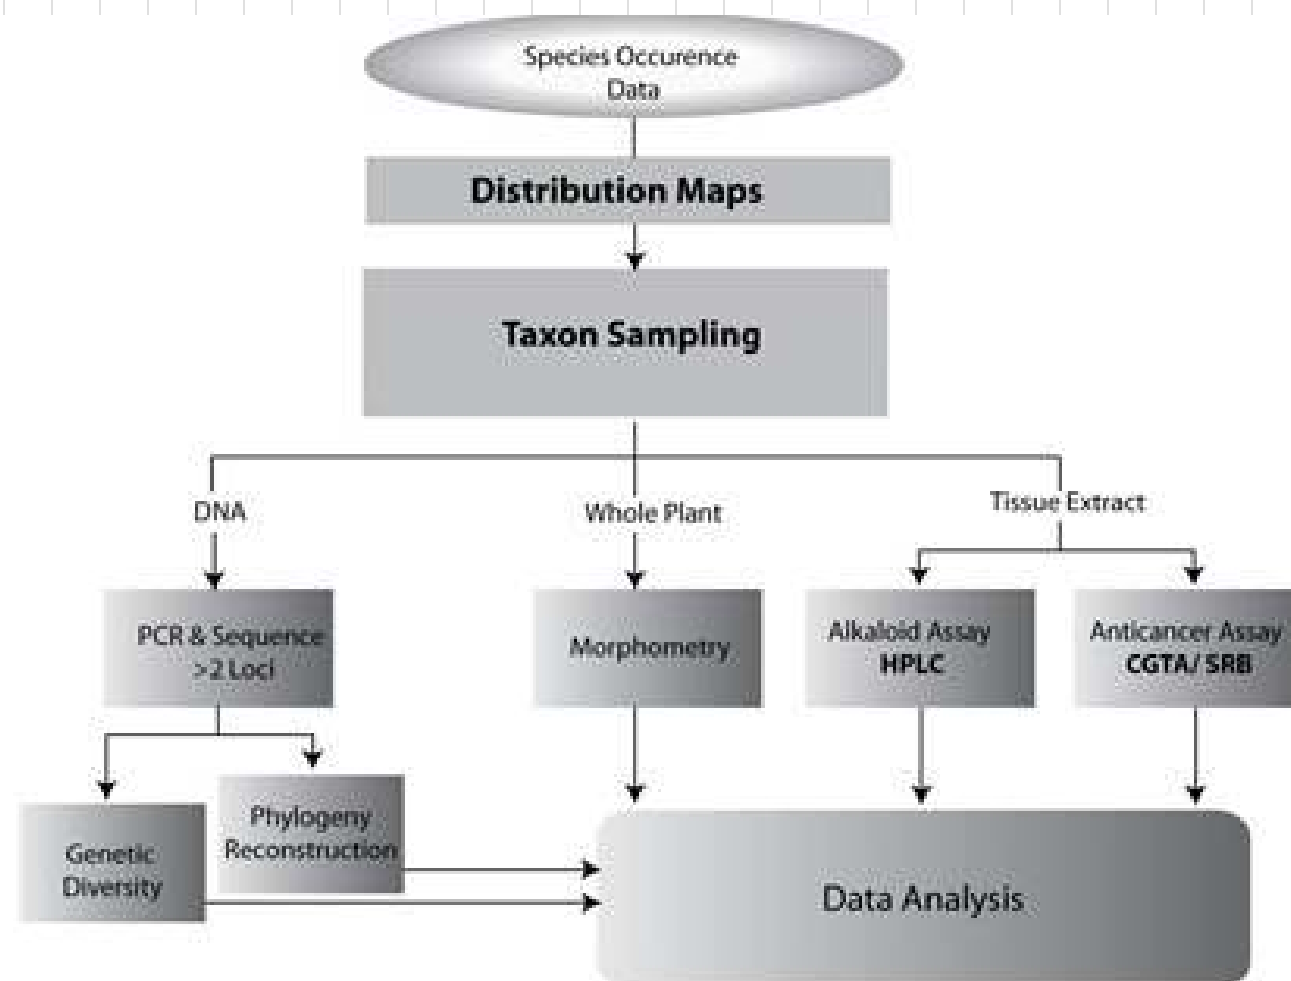 Species Occurence
Data
Distribution Maps
Taxon Sampling
DNA
Whole Plant
Tissue Extract
PCR & Sequence
>2 Loci
Morphometry
Alkaloid Assay
HPLC
Anticancer Assay
CGTA/ SRB
Genetic
Diversity
Phylogeny
Reconstruction
Data Analysis